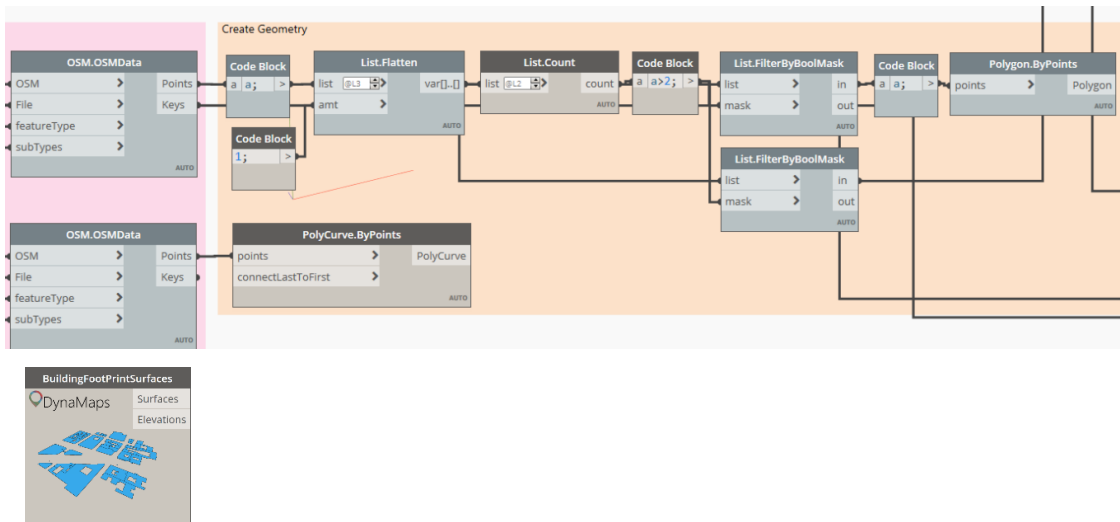 Create Geometry
OSM.OSMData
OSM > Points
File > Keys
featureType >
subTypes >
AUTO
Code Block
a a; >
Code Block
1; >
List.Flatten
list @L3 > var[]..[]
amt >
AUTO
List.Count
list @L2 > count
AUTO
Code Block
a a>2; >
List.FilterByBoolMask
list > in
mask > out
AUTO
Code Block
a a; >
Polygon.ByPoints
points > Polygon
AUTO
List.FilterByBoolMask
list > in
mask > out
AUTO
OSM.OSMData
OSM > Points
File > Keys
featureType >
subTypes >
AUTO
PolyCurve.ByPoints
points > PolyCurve
connectLastToFirst >
AUTO
BuildingFootPrintSurfaces
DynaMaps
Surfaces
Elevations